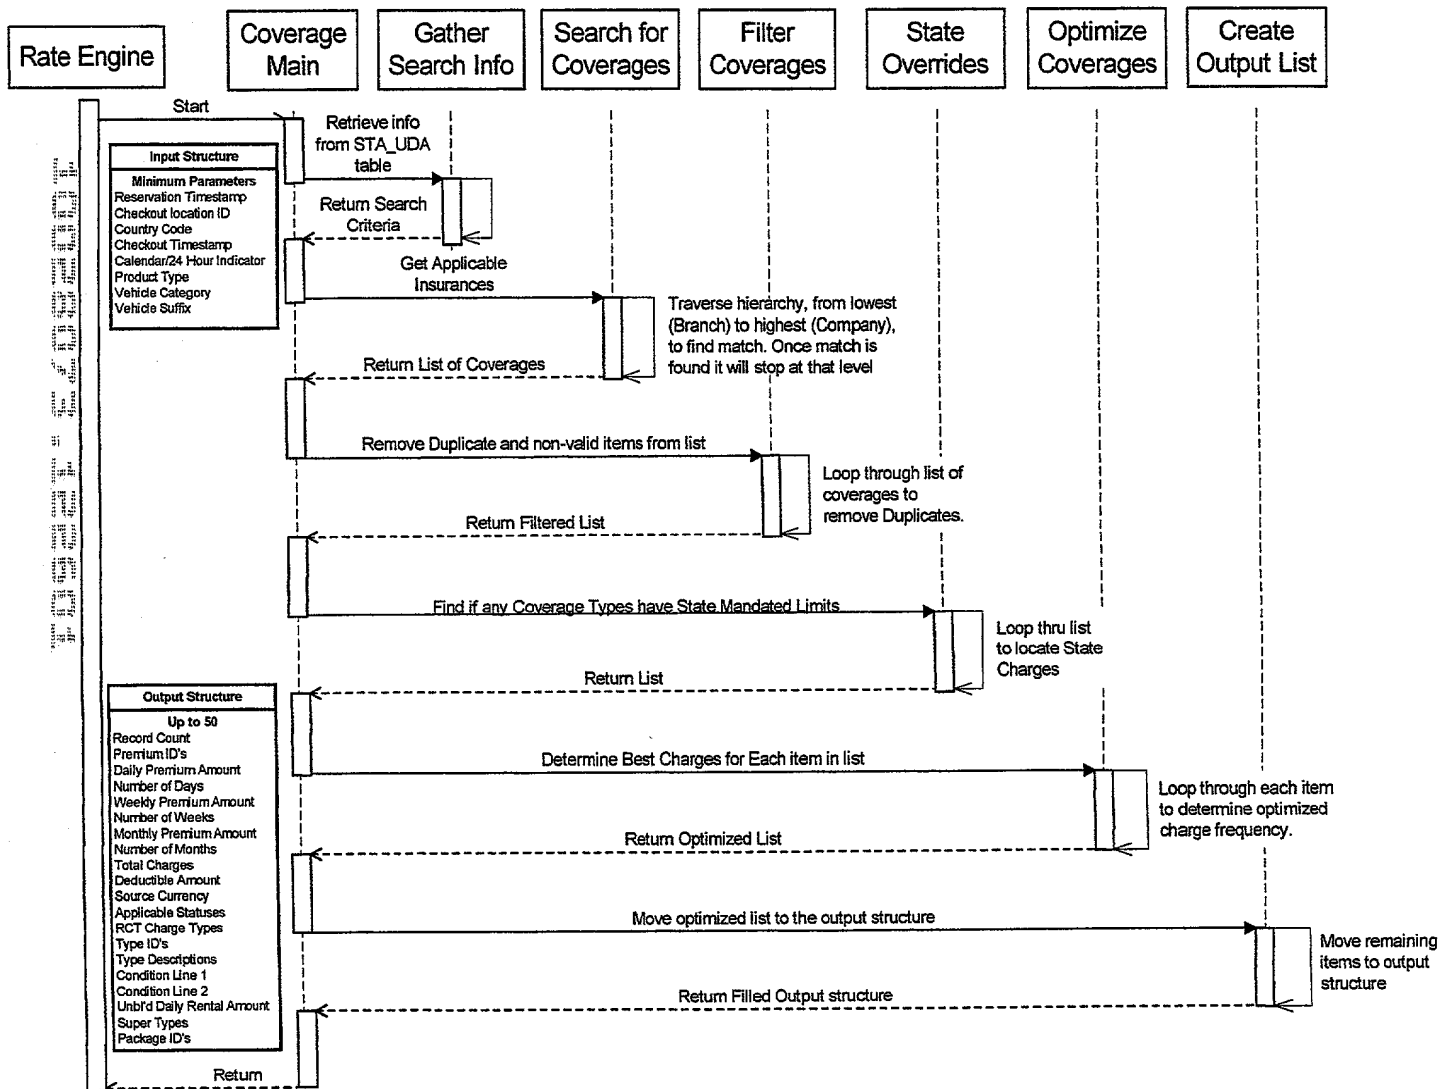 Rate Engine
Coverage
Main
Gather
Search Info
Search for
Coverages
Filter
Coverages
State
Overrides
Optimize
Coverages
Create
Output List
Start
Retrieve info
from STA_UDA
table
Input Structure
Minimum Parameters
Reservation Timestamp
Checkout location ID
Country Code
Checkout Timestamp
Calendar/24 Hour Indicator
Product Type
Vehicle Category
Vehicle Suffix
Return Search
Criteria
Get Applicable
Insurances
Traverse hierarchy, from lowest
(Branch) to highest (Company),
to find match. Once match is
found it will stop at that level
Return List of Coverages
Remove Duplicate and non-valid items from list
Loop through list of
coverages to
remove Duplicates.
Return Filtered List
Find if any Coverage Types have State Mandated Limits
Loop thru list
to locate State
Charges
Return List
Output Structure
Up to 50
Record Count
Premium ID's
Daily Premium Amount
Number of Days
Weekly Premium Amount
Number of Weeks
Monthly Premium Amount
Number of Months
Total Charges
Deductible Amount
Source Currency
Applicable Statuses
RCT Charge Types
Type ID's
Type Descriptions
Condition Line 1
Condition Line 2
Unbl'd Daily Rental Amount
Super Types
Package ID's
Determine Best Charges for Each item in list
Loop through each item
to determine optimized
charge frequency.
Return Optimized List
Move optimized list to the output structure
Move remaining
items to output
structure
Return Filled Output structure
Return